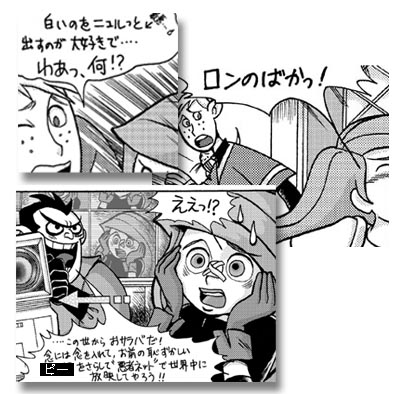 白いのをニュルっと
出すのが大好きで‥‥
わあっ、何!?
ロンのばかっ!
ええっ!?
‥‥この世からおサラバだ!
念には念を入れて、お前の恥ずかしい
ピーをさらして"悪者ネット"で世界中に
放映してやろう!!